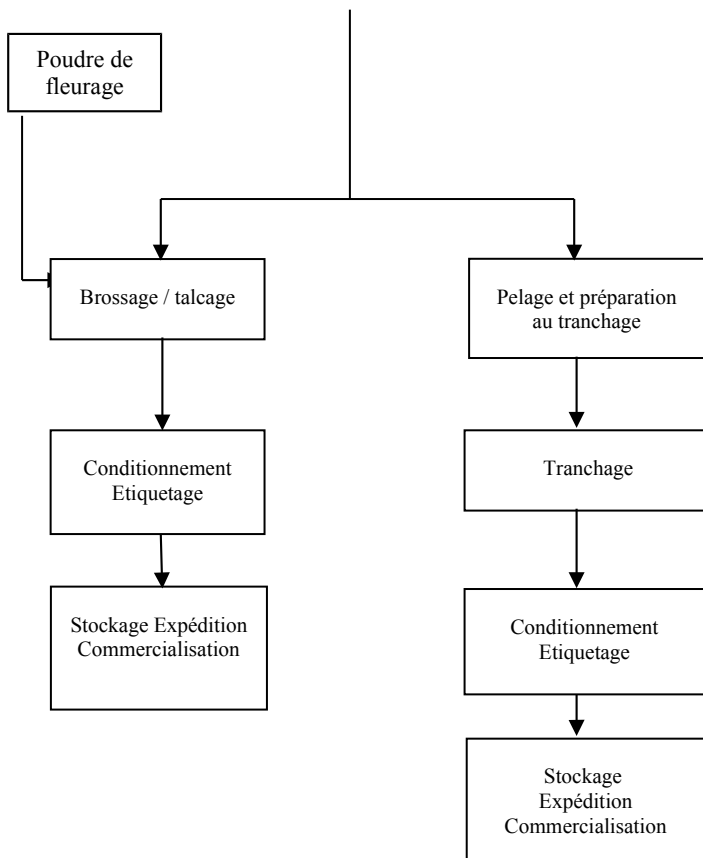 Poudre de
fleurage
Brossage / talcage
Conditionnement
Etiquetage
Stockage Expédition
Commercialisation
Pelage et préparation
au tranchage
Tranchage
Conditionnement
Etiquetage
Stockage
Expédition
Commercialisation